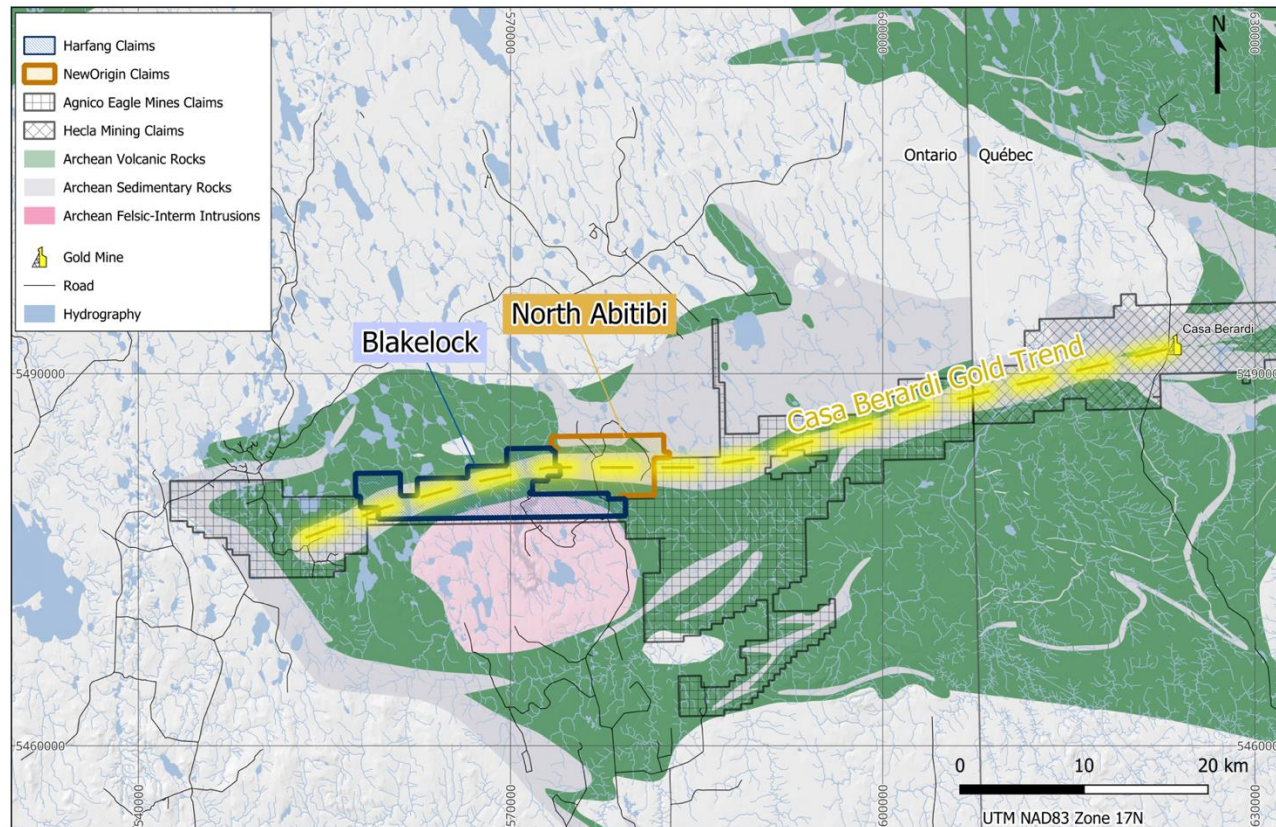 Harfang Claims
NewOrigin Claims
Agnico Eagle Mines Claims
Hecla Mining Claims
Archean Volcanic Rocks
Archean Sedimentary Rocks
Archean Felsic-Interm Intrusions
Gold Mine
Road
Hydrography
570000
600000
630000
N
Ontario
Québec
North Abitibi
Blakelock
Casa Berardi
Casa Berardi Gold Trend
5490000
5490000
5460000
5460000
540000
570000
600000
630000
0
10
20 km
UTM NAD83 Zone 17N